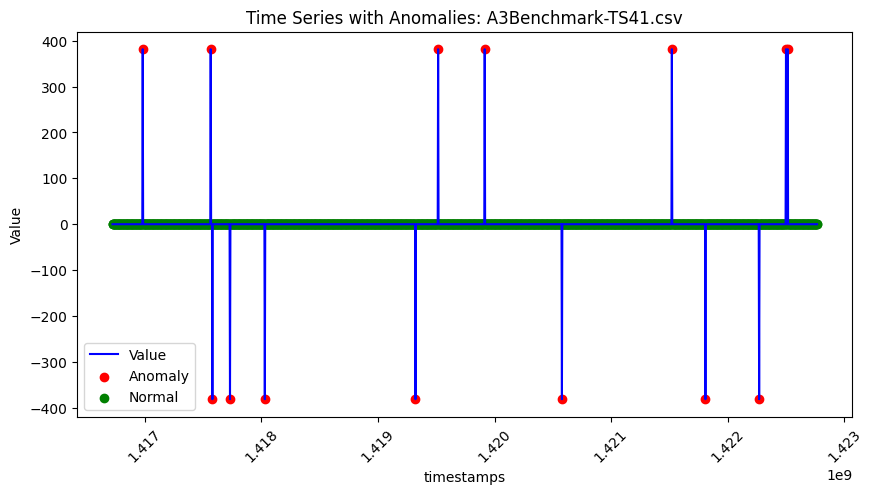 Time Series with Anomalies: A3Benchmark-TS41.csv
400
300
200
100
0
−100
−200
−300
−400
Value
Value
Anomaly
Normal
1.417
1.418
1.419
1.420
1.421
1.422
1.423
1e9
timestamps